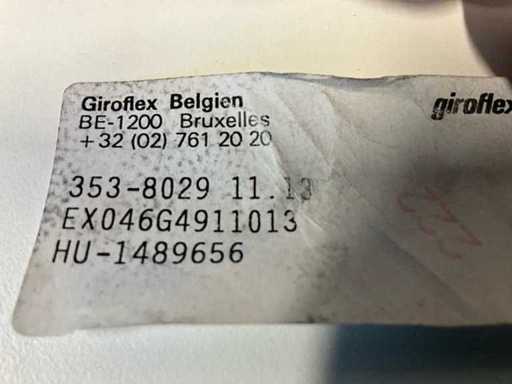 Giroflex Belgien
BE-1200 Bruxelles
+32 (02) 761 20 20
giroflex
353-8029 11.13
EX046G4911013
HU-1489656